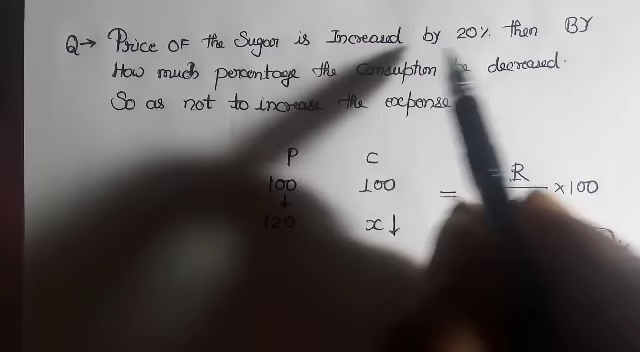 Q→ Price OF the Sugar is Increased by 20% then BY
How much percentage the Consuption be decreased.
So as not to increase the expense
P C
100 100 = R × 100
↓
120 x↓